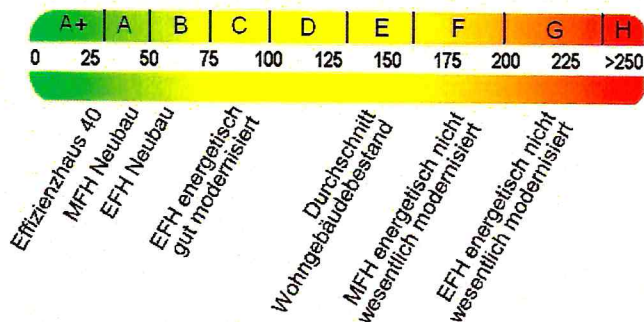 A+ A B C D E F G H
0 25 50 75 100 125 150 175 200 225 >250
Effizienzhaus 40
MFH Neubau
EFH Neubau
EFH energetisch
gut modernisiert
Durchschnitt
Wohngebäudebestand
MFH energetisch nicht
wesentlich modernisiert
EFH energetisch nicht
wesentlich modernisiert